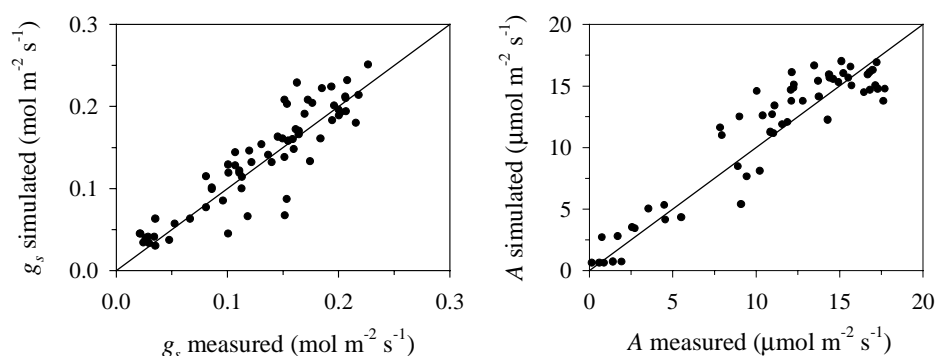 g_s simulated (mol m⁻² s⁻¹)
0.3
0.2
0.1
0.0
0.0 0.1 0.2 0.3
g_s measured (mol m⁻² s⁻¹)
A simulated (μmol m⁻² s⁻¹)
20
15
10
5
0
0 5 10 15 20
A measured (μmol m⁻² s⁻¹)